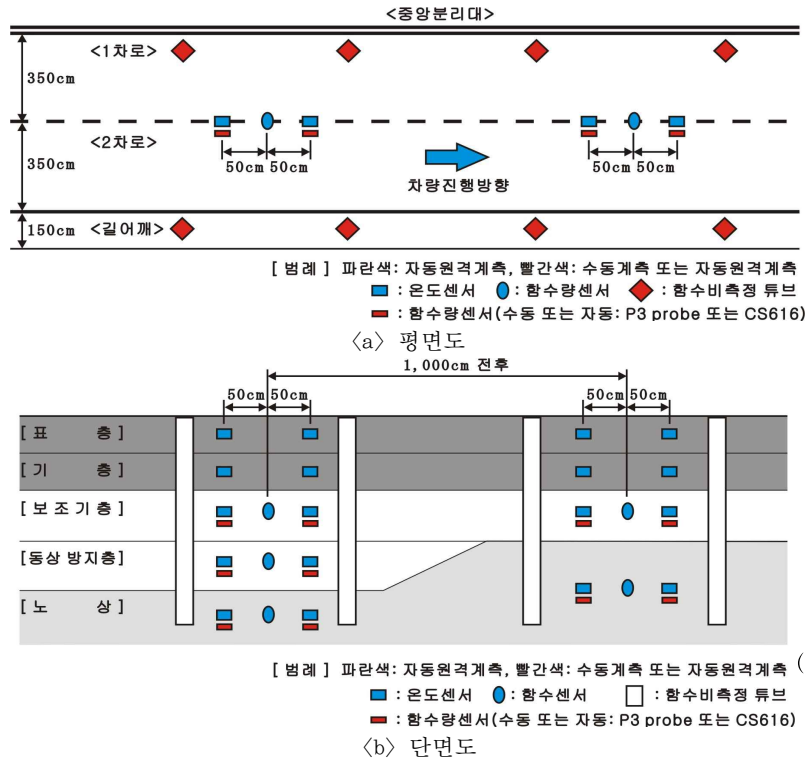 <중앙분리대>
<1차로>
350cm
<2차로>
50cm 50cm
50cm 50cm
350cm
차량진행방향
150cm <길어깨>
[ 범례 ] 파란색: 자동원격계측, 빨간색: 수동계측 또는 자동원격계측
: 온도센서 : 함수량센서 : 함수비측정 튜브
: 함수량센서(수동 또는 자동: P3 probe 또는 CS616)
〈a〉 평면도
1,000cm 전후
50cm 50cm
50cm 50cm
[ 표 층 ]
[ 기 층 ]
[ 보 조 기 층 ]
[동상 방지층]
[ 노 상 ]
[ 범례 ] 파란색: 자동원격계측, 빨간색: 수동계측 또는 자동원격계측 (
: 온도센서 : 함수센서 : 함수비측정 튜브
: 함수량센서(수동 또는 자동: P3 probe 또는 CS616)
〈b〉 단면도